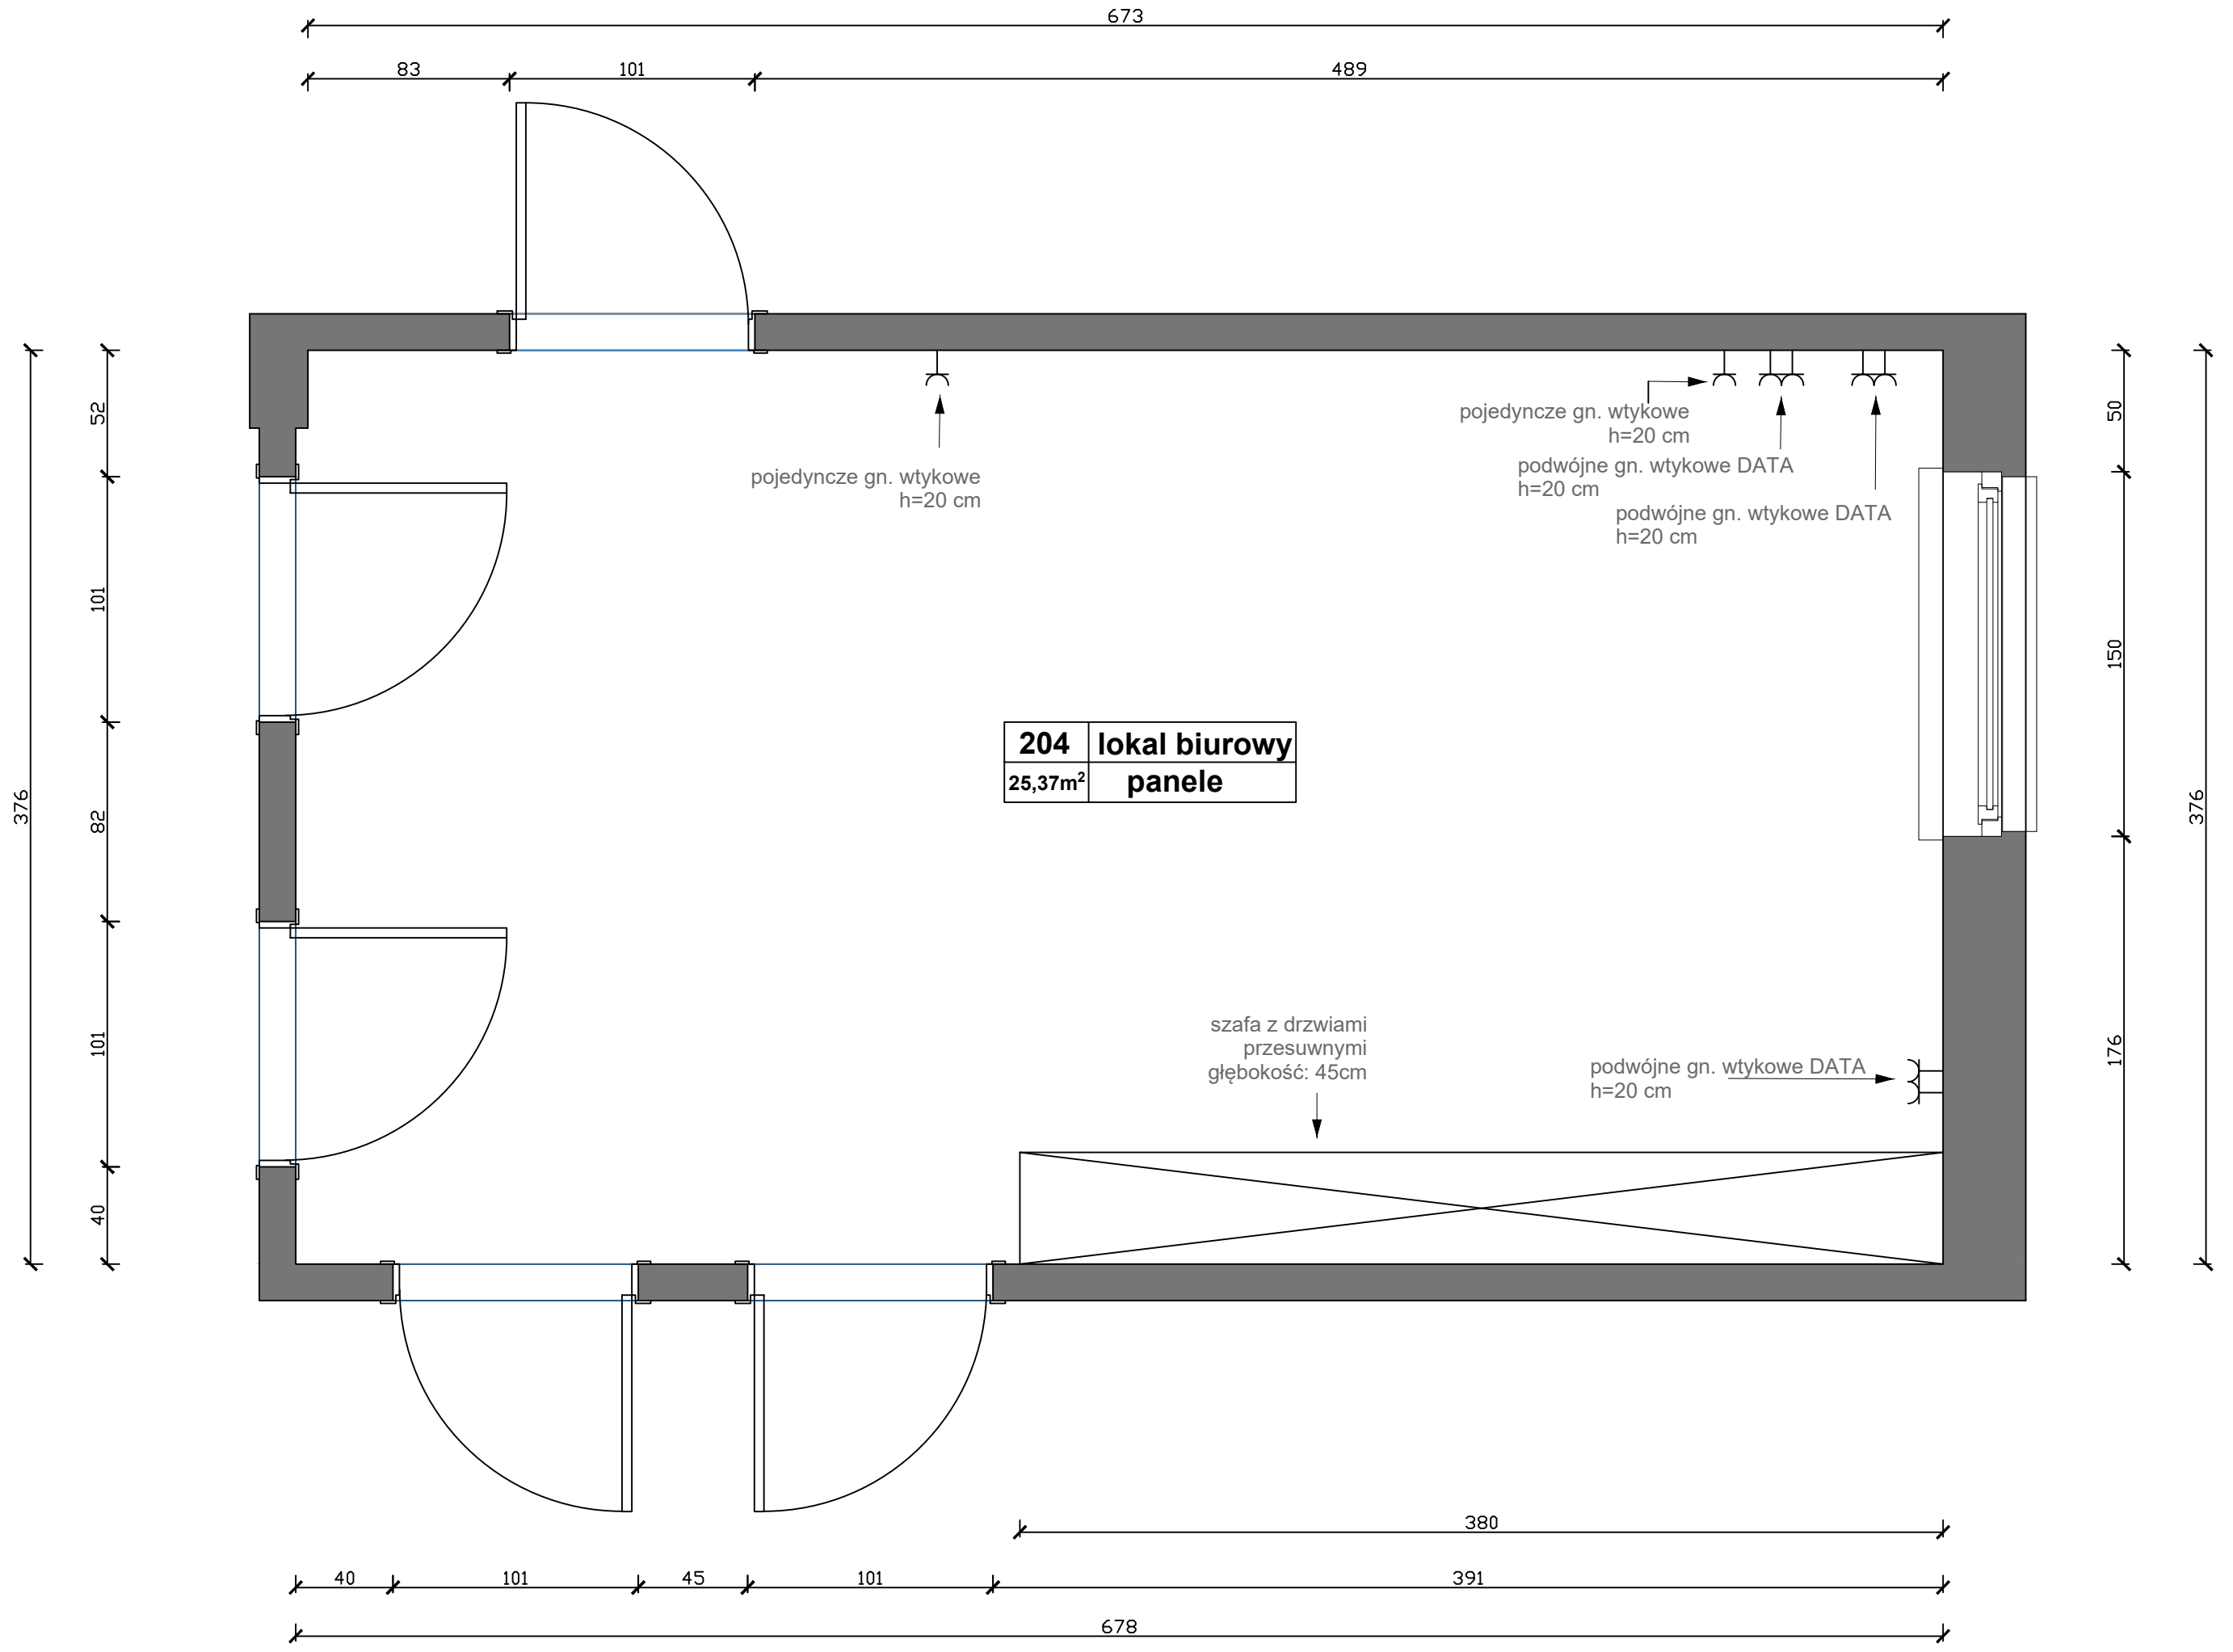 673
83
101
489
pojedyncze gn. wtykowe
h=20 cm
podwójne gn. wtykowe DATA
h=20 cm
pojedyncze gn. wtykowe
h=20 cm
podwójne gn. wtykowe DATA
h=20 cm
52
101
82
101
40
376
50
150
176
376
204 lokal biurowy
25,37m² panele
szafa z drzwiami
przesuwnymi
głębokość: 45cm
podwójne gn. wtykowe DATA
h=20 cm
380
40
101
45
101
391
678